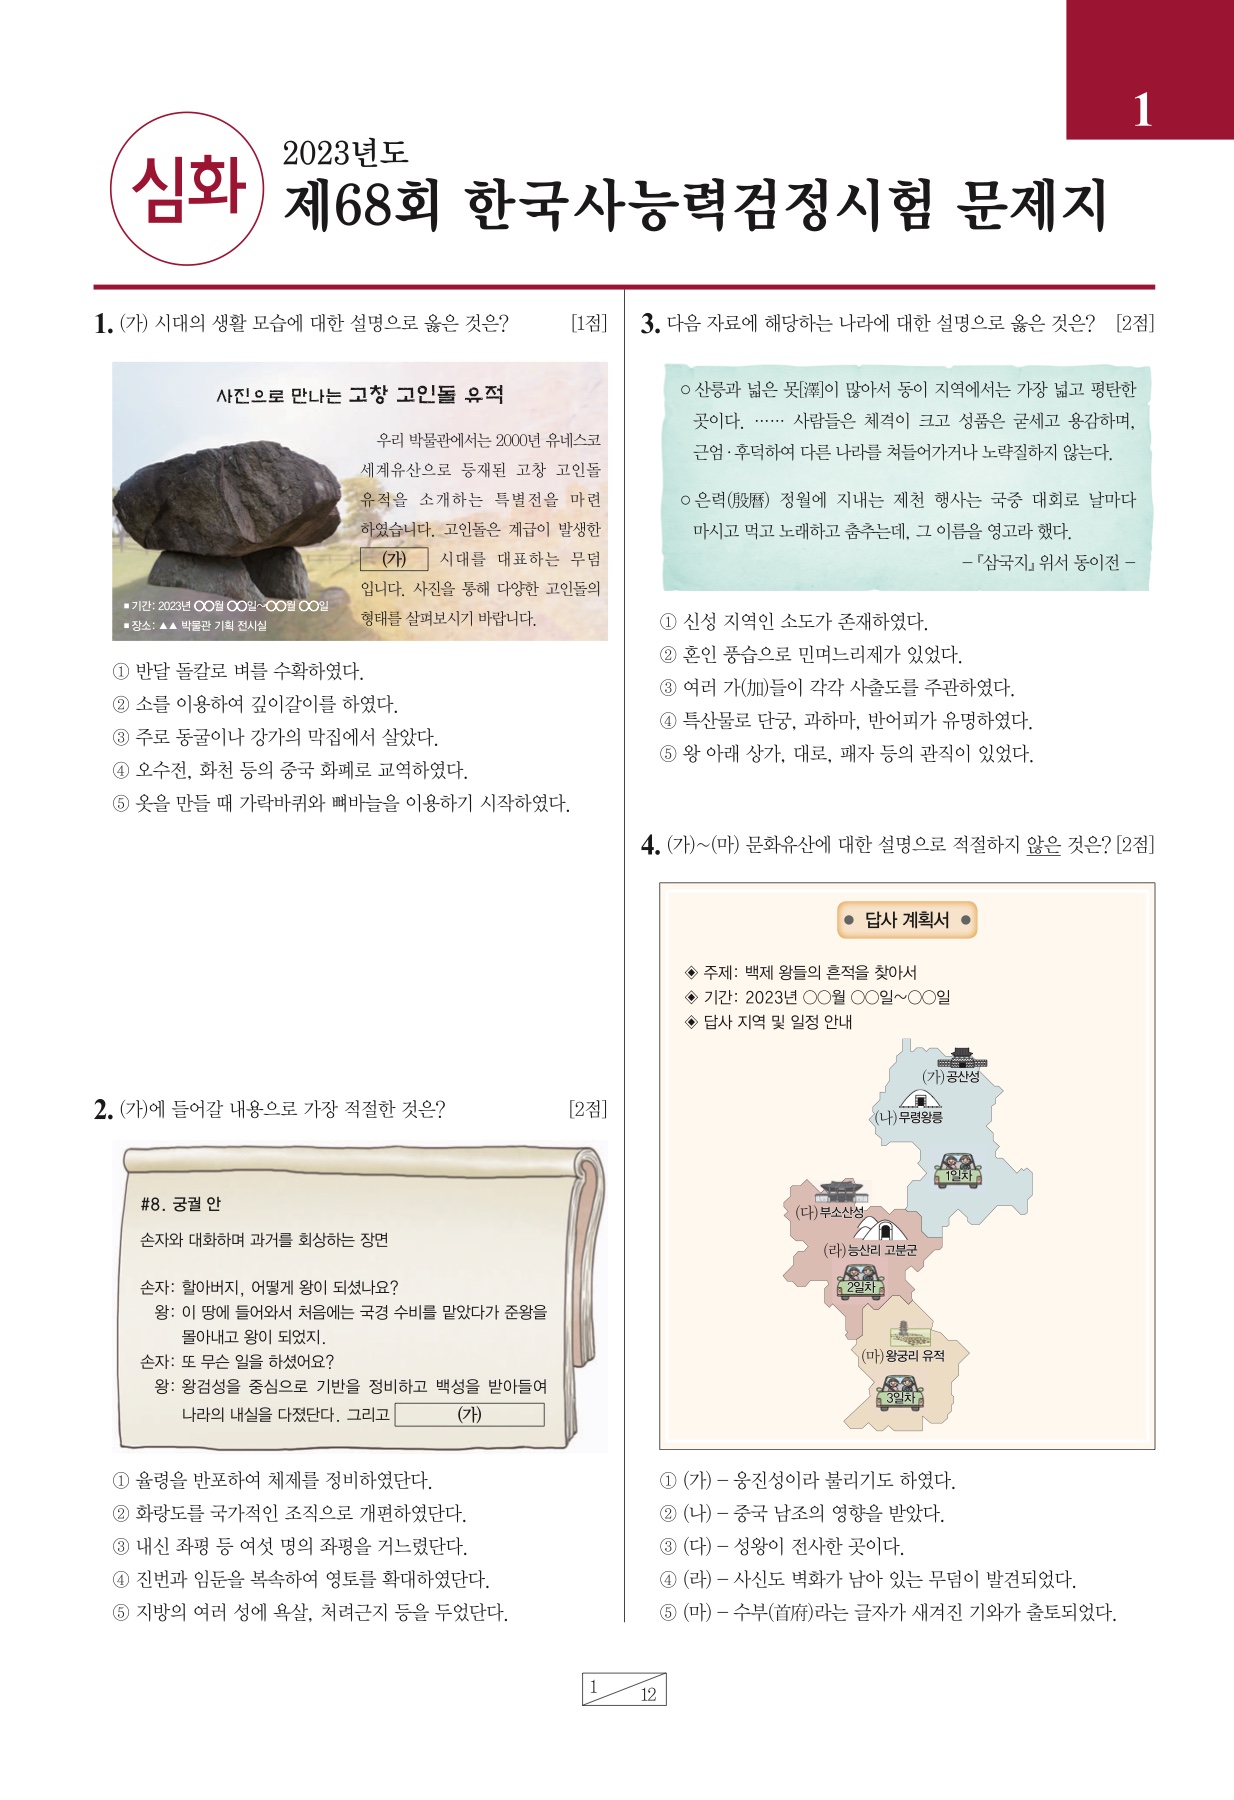 1
심화
2023년도
제68회 한국사능력검정시험 문제지
1. (가) 시대의 생활 모습에 대한 설명으로 옳은 것은? [1점]
사진으로 만나는 고창 고인돌 유적
우리 박물관에서는 2000년 유네스코
세계유산으로 등재된 고창 고인돌
유적을 소개하는 특별전을 마련
하였습니다. 고인돌은 계급이 발생한
(가) 시대를 대표하는 무덤
입니다. 사진을 통해 다양한 고인돌의
형태를 살펴보시기 바랍니다.
▪기간: 2023년 ○○월 ○○일~○○월 ○○일
▪장소: ▲▲ 박물관 기획 전시실
① 반달 돌칼로 벼를 수확하였다.
② 소를 이용하여 깊이갈이를 하였다.
③ 주로 동굴이나 강가의 막집에서 살았다.
④ 오수전, 화천 등의 중국 화폐로 교역하였다.
⑤ 옷을 만들 때 가락바퀴와 뼈바늘을 이용하기 시작하였다.
2. (가)에 들어갈 내용으로 가장 적절한 것은? [2점]
#8. 궁궐 안
손자와 대화하며 과거를 회상하는 장면
손자: 할아버지, 어떻게 왕이 되셨나요?
왕: 이 땅에 들어와서 처음에는 국경 수비를 맡았다가 준왕을
몰아내고 왕이 되었지.
손자: 또 무슨 일을 하셨어요?
왕: 왕검성을 중심으로 기반을 정비하고 백성을 받아들여
나라의 내실을 다졌단다. 그리고 (가)
① 율령을 반포하여 체제를 정비하였단다.
② 화랑도를 국가적인 조직으로 개편하였단다.
③ 내신 좌평 등 여섯 명의 좌평을 거느렸단다.
④ 진번과 임둔을 복속하여 영토를 확대하였단다.
⑤ 지방의 여러 성에 욕살, 처려근지 등을 두었단다.
3. 다음 자료에 해당하는 나라에 대한 설명으로 옳은 것은? [2점]
○ 산릉과 넓은 못[澤]이 많아서 동이 지역에서는 가장 넓고 평탄한
곳이다. …… 사람들은 체격이 크고 성품은 굳세고 용감하며,
근엄·후덕하여 다른 나라를 쳐들어가거나 노략질하지 않는다.
○ 은력(殷曆) 정월에 지내는 제천 행사는 국중 대회로 날마다
마시고 먹고 노래하고 춤추는데, 그 이름을 영고라 했다.
-『삼국지』 위서 동이전 -
① 신성 지역인 소도가 존재하였다.
② 혼인 풍습으로 민며느리제가 있었다.
③ 여러 가(加)들이 각각 사출도를 주관하였다.
④ 특산물로 단궁, 과하마, 반어피가 유명하였다.
⑤ 왕 아래 상가, 대로, 패자 등의 관직이 있었다.
4. (가)~(마) 문화유산에 대한 설명으로 적절하지 않은 것은? [2점]
답사 계획서
◈ 주제: 백제 왕들의 흔적을 찾아서
◈ 기간: 2023년 ○○월 ○○일~○○일
◈ 답사 지역 및 일정 안내
(가) 공산성
(나) 무령왕릉
1일차
(다) 부소산성
(라) 능산리 고분군
2일차
(마) 왕궁리 유적
3일차
① (가) - 웅진성이라 불리기도 하였다.
② (나) - 중국 남조의 영향을 받았다.
③ (다) - 성왕이 전사한 곳이다.
④ (라) - 사신도 벽화가 남아 있는 무덤이 발견되었다.
⑤ (마) - 수부(首府)라는 글자가 새겨진 기와가 출토되었다.
1 12